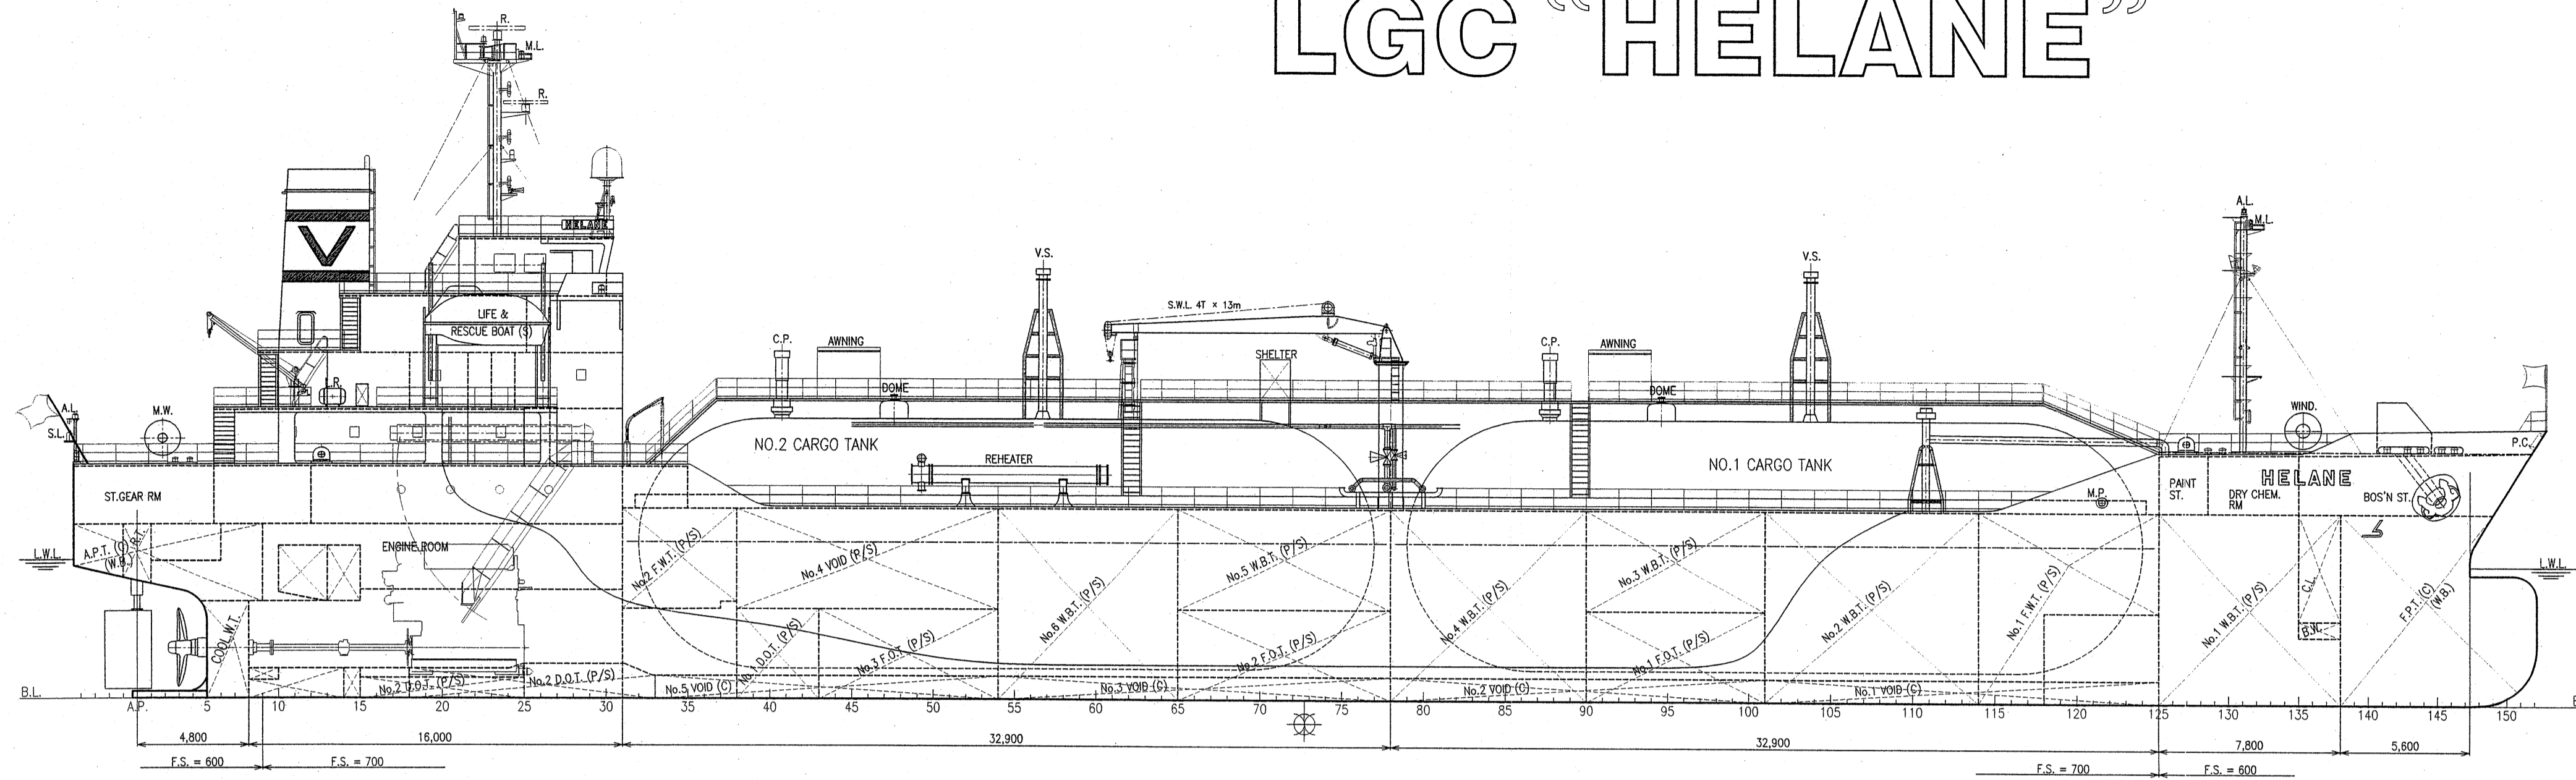 LGC "HELANE"
R.
M.L.
R.
HELANE
V
LIFE &
RESCUE BOAT (S)
L.R.
A.L.
S.L.
M.W.
C.P.
AWNING
DOME
V.S.
S.W.L. 4T × 13m
SHELTER
C.P.
AWNING
DOME
V.S.
A.L.
M.L.
WIND.
P.C.
NO.2 CARGO TANK
REHEATER
NO.1 CARGO TANK
M.P.
ST.GEAR RM
PAINT
ST.
DRY CHEM.
RM
HELANE
BOS'N ST.
L.W.L.
A.P.T. (C)
(W.B.)
R.T.
ENGINE ROOM
COOL.W.T.
No.2 F.W.T. (P/S)
No.4 VOID (P/S)
No.1 D.O.T. (P/S)
No.3 F.O.T. (P/S)
No.6 W.B.T. (P/S)
No.5 W.B.T. (P/S)
No.2 F.O.T. (P/S)
No.4 W.B.T. (P/S)
No.3 W.B.T. (P/S)
No.1 F.O.T. (P/S)
No.2 W.B.T. (P/S)
No.1 F.W.T. (P/S)
No.1 W.B.T. (P/S)
C.L.
F.P.T. (C)
(W.B.)
L.W.L.
No.2 D.O.T. (P/S)
No.2 D.O.T. (P/S)
No.5 VOID (C)
No.3 VOID (C)
No.2 VOID (C)
No.1 VOID (C)
B.L.
A.P. 5 10 15 20 25 30 35 40 45 50 55 60 65 70 75 80 85 90 95 100 105 110 115 120 125 130 135 140 145 150
4,800 16,000 32,900 32,900 7,800 5,600
F.S. = 600 F.S. = 700 F.S. = 700 F.S. = 600